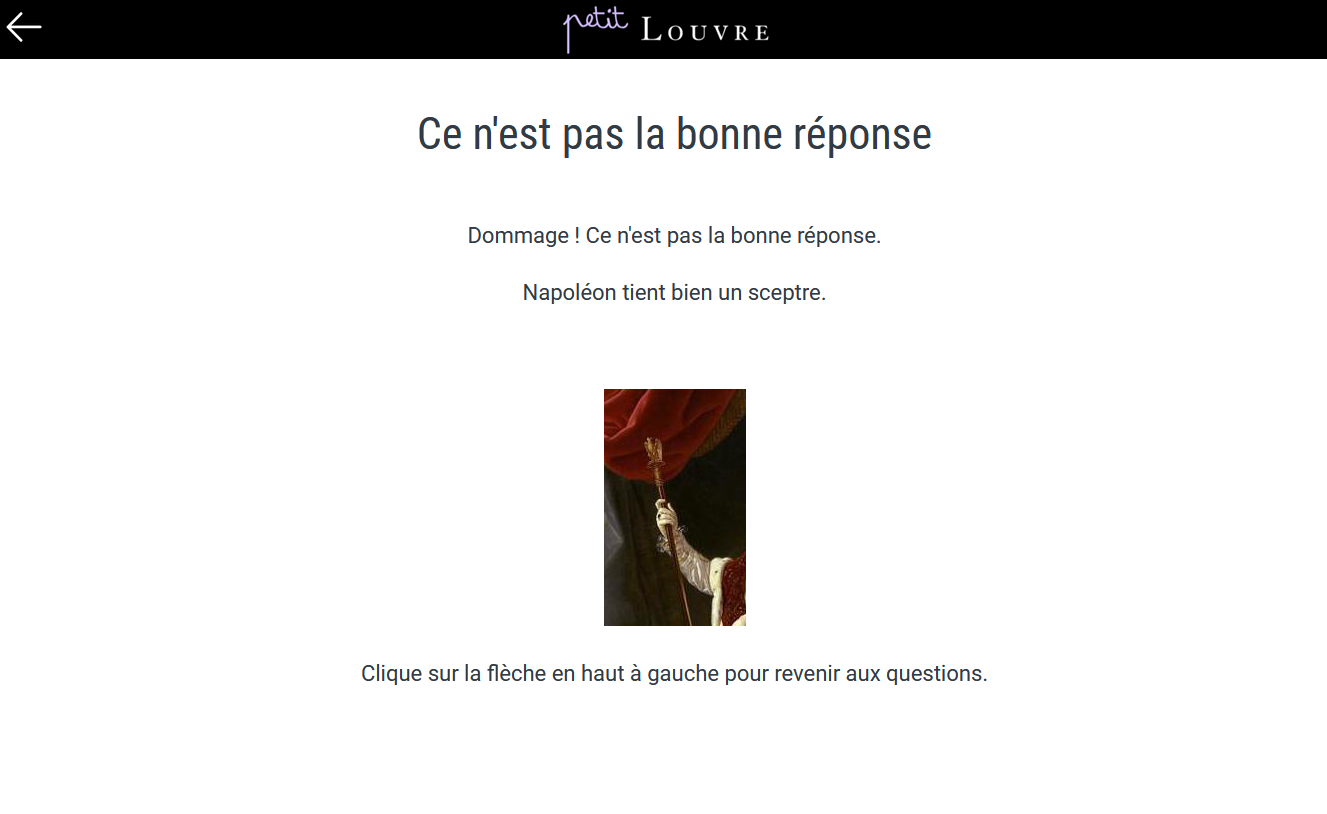 petit LOUVRE
Ce n'est pas la bonne réponse
Dommage ! Ce n'est pas la bonne réponse.
Napoléon tient bien un sceptre.
Clique sur la flèche en haut à gauche pour revenir aux questions.